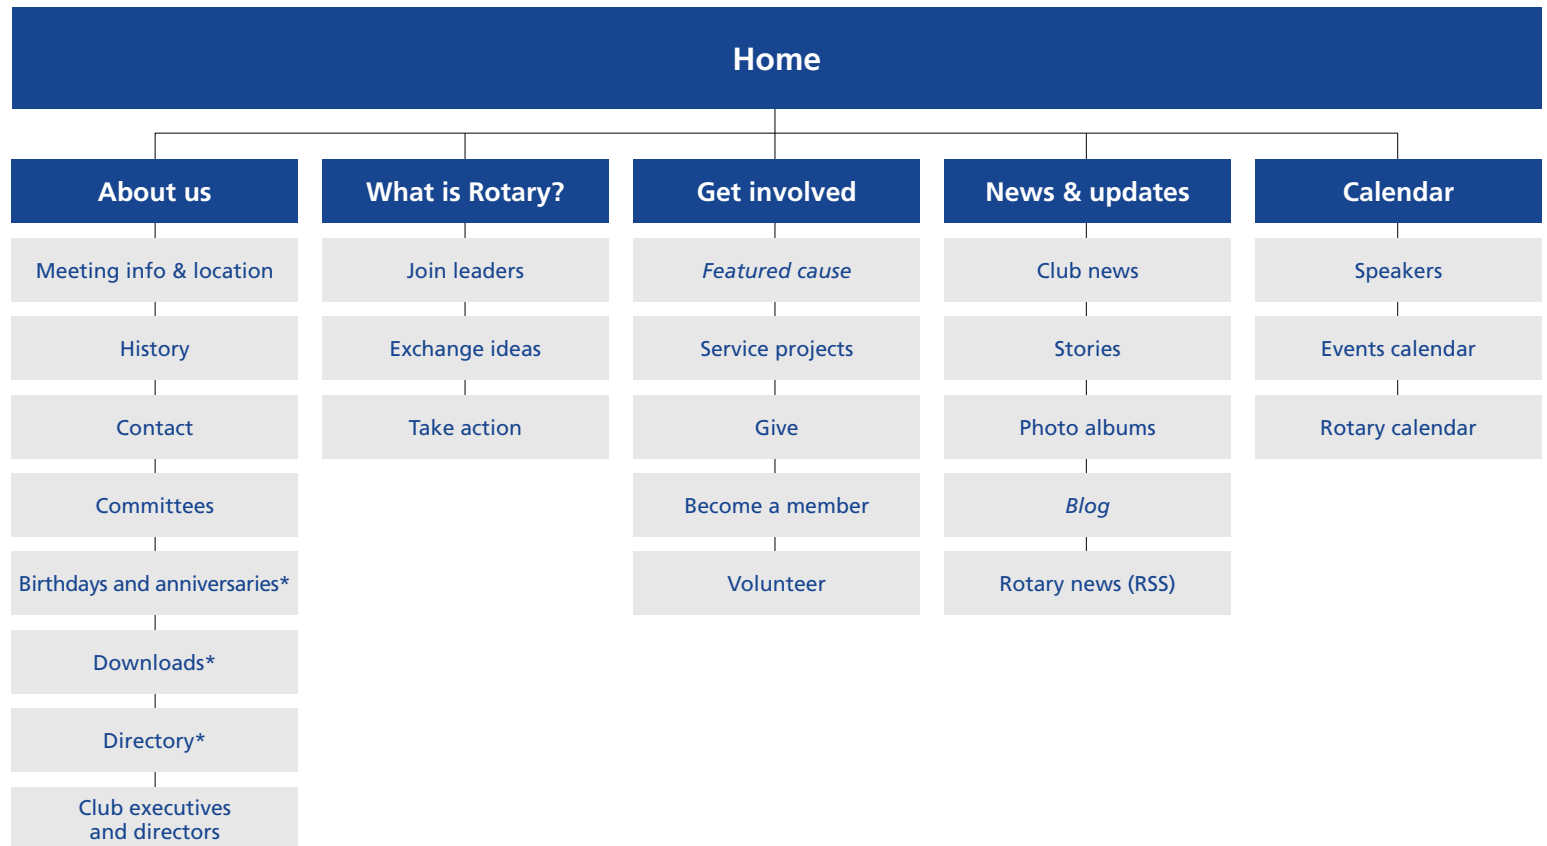 Home
About us
What is Rotary?
Get involved
News & updates
Calendar
Meeting info & location
Join leaders
Featured cause
Club news
Speakers
History
Exchange ideas
Service projects
Stories
Events calendar
Contact
Take action
Give
Photo albums
Rotary calendar
Committees
Become a member
Blog
Birthdays and anniversaries*
Volunteer
Rotary news (RSS)
Downloads*
Directory*
Club executives
and directors